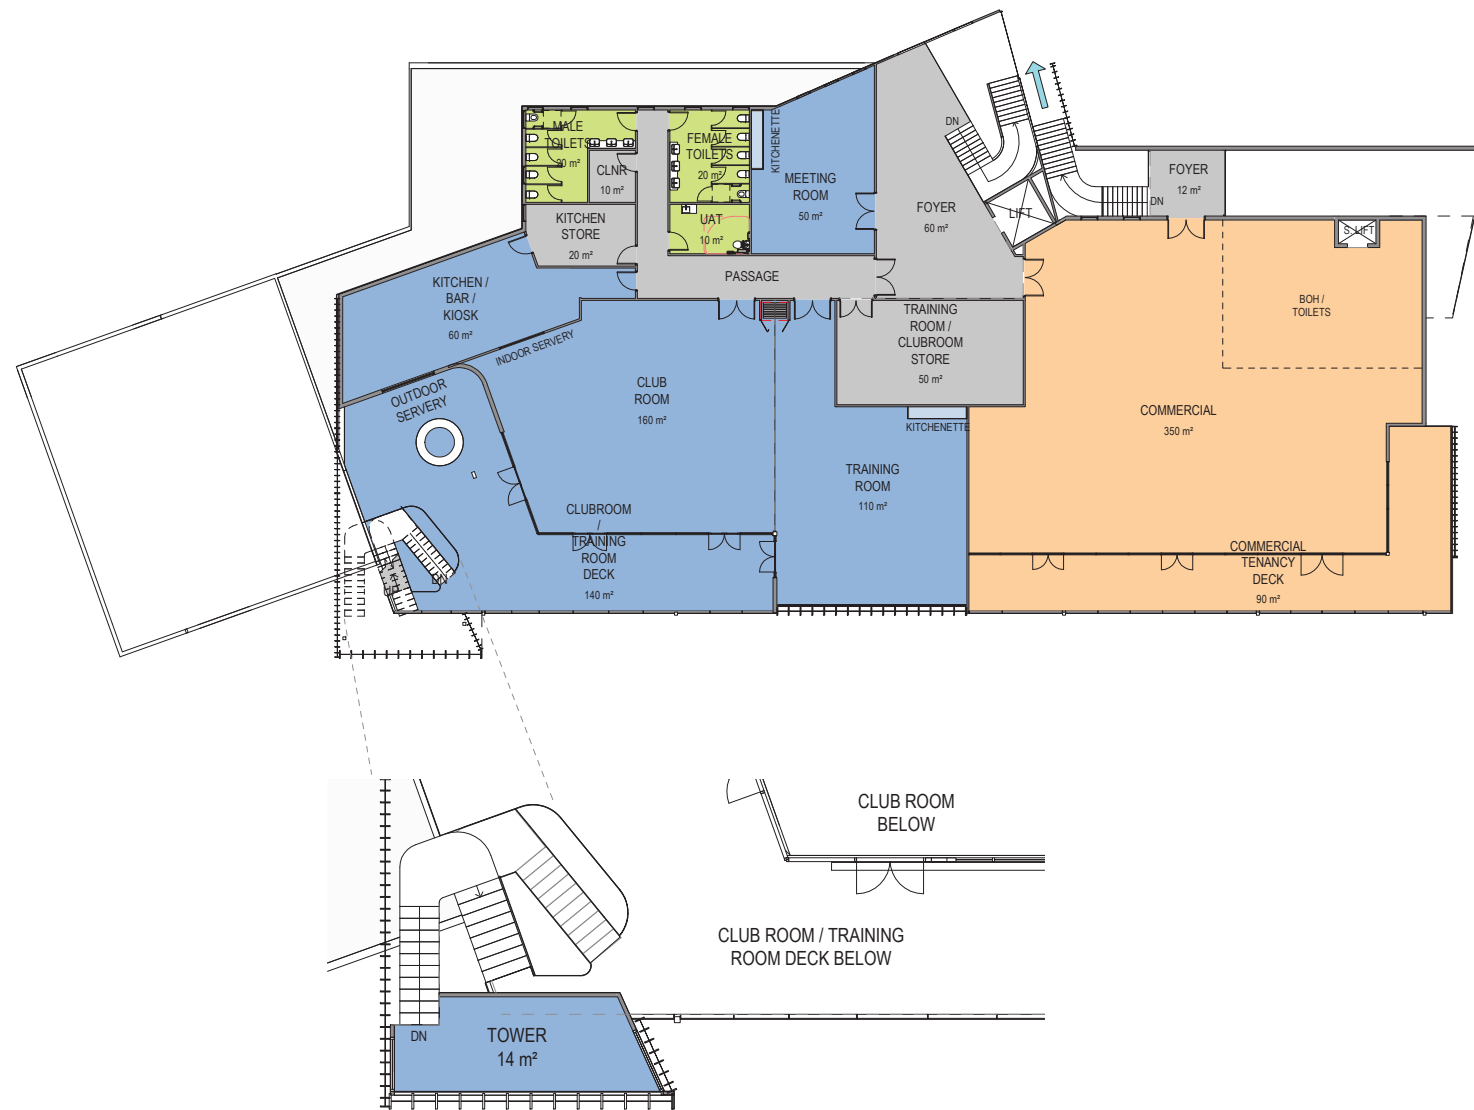 MALE
TOILETS
20 m²
CLNR
10 m²
FEMALE
TOILETS
20 m²
KITCHENETTE
MEETING
ROOM
50 m²
DN
LIFT
FOYER
12 m²
DN
S. LIFT
KITCHEN
STORE
20 m²
UAT
10 m²
FOYER
60 m²
PASSAGE
KITCHEN /
BAR /
KIOSK
60 m²
INDOOR SERVERY
OUTDOOR
SERVERY
CLUB
ROOM
160 m²
TRAINING
ROOM /
CLUBROOM
STORE
50 m²
KITCHENETTE
BOH /
TOILETS
COMMERCIAL
350 m²
TRAINING
ROOM
110 m²
CLUBROOM
/
TRAINING
ROOM
DECK
140 m²
DN
COMMERCIAL
TENANCY
DECK
90 m²
CLUB ROOM
BELOW
CLUB ROOM / TRAINING
ROOM DECK BELOW
DN
TOWER
14 m²